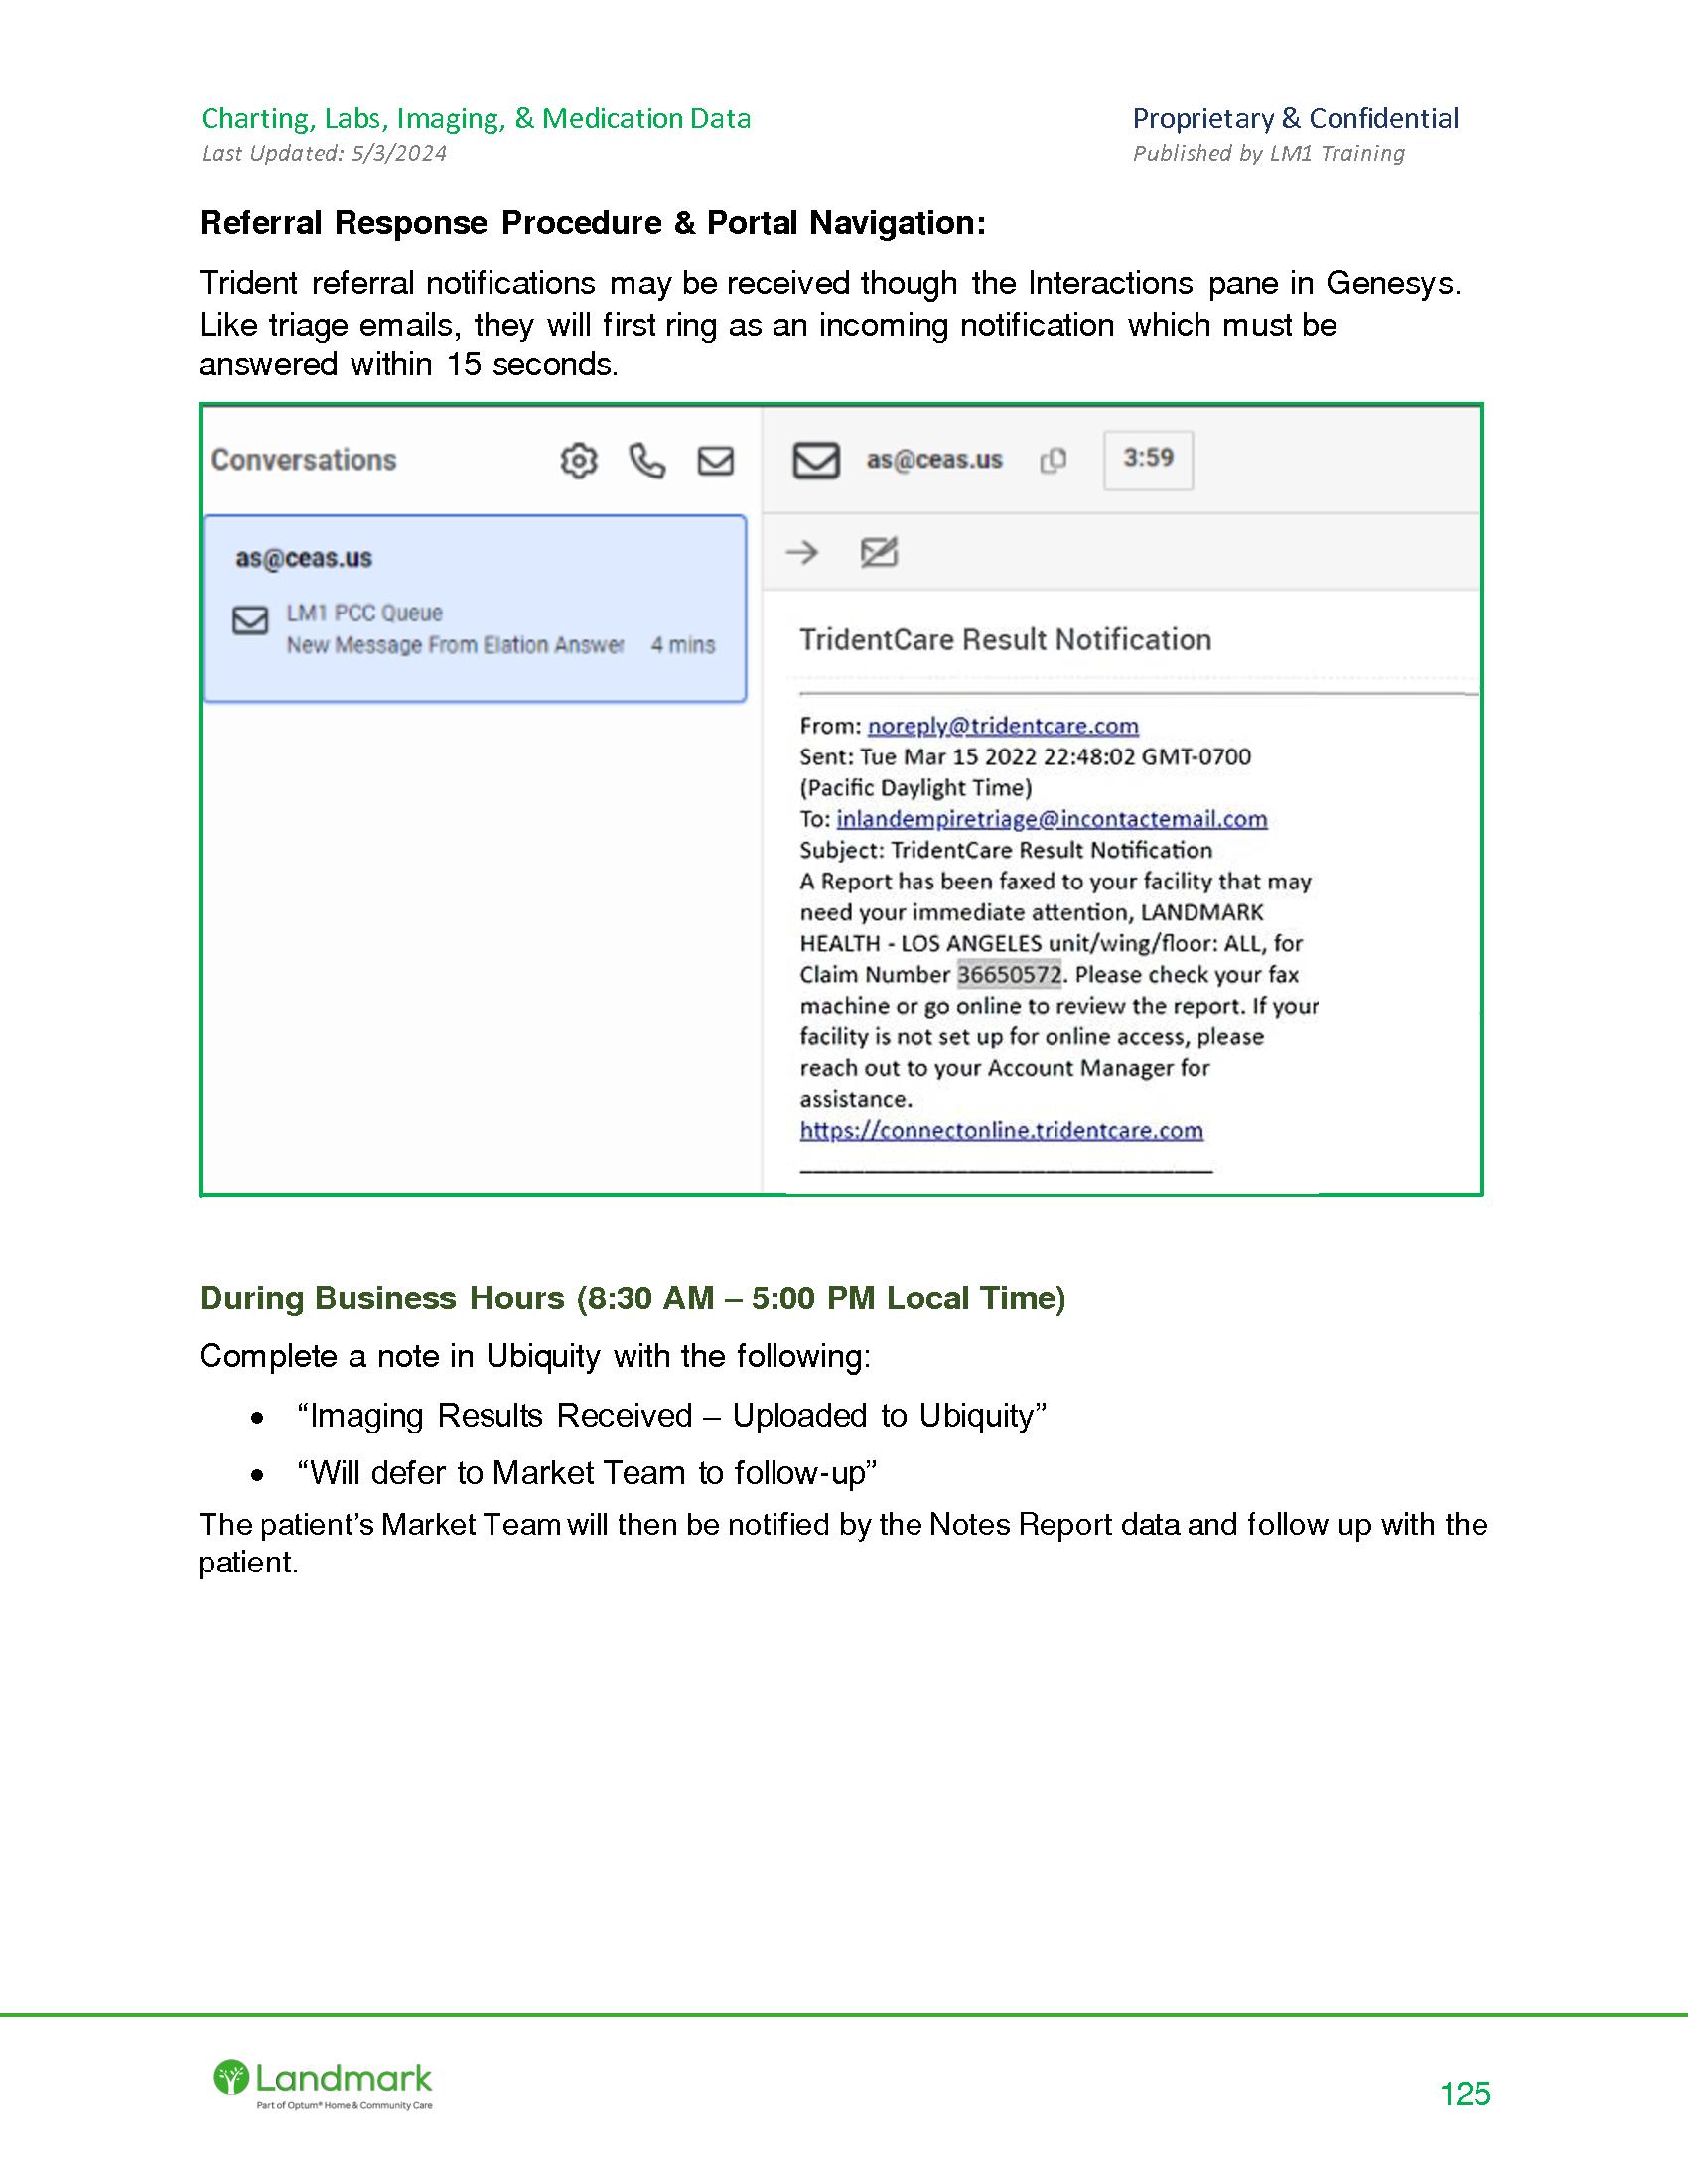 Charting, Labs, Imaging, & Medication Data
Proprietary & Confidential
Last Updated: 5/3/2024
Published by LM1 Training
Referral Response Procedure & Portal Navigation:
Trident referral notifications may be received though the Interactions pane in Genesys.
Like triage emails, they will first ring as an incoming notification which must be
answered within 15 seconds.
Conversations
as@ceas.us
LM1 PCC Queue
New Message From Elation Answer 4 mins
as@ceas.us 3:59
TridentCare Result Notification
From: noreply@tridentcare.com
Sent: Tue Mar 15 2022 22:48:02 GMT-0700
(Pacific Daylight Time)
To: inlandempiretriage@incontactemail.com
Subject: TridentCare Result Notification
A Report has been faxed to your facility that may
need your immediate attention, LANDMARK
HEALTH - LOS ANGELES unit/wing/floor: ALL, for
Claim Number 36650572. Please check your fax
machine or go online to review the report. If your
facility is not set up for online access, please
reach out to your Account Manager for
assistance.
https://connectonline.tridentcare.com
During Business Hours (8:30 AM – 5:00 PM Local Time)
Complete a note in Ubiquity with the following:
• “Imaging Results Received – Uploaded to Ubiquity”
• “Will defer to Market Team to follow-up”
The patient’s Market Team will then be notified by the Notes Report data and follow up with the
patient.
Landmark
Part of Optum® Home & Community Care
125